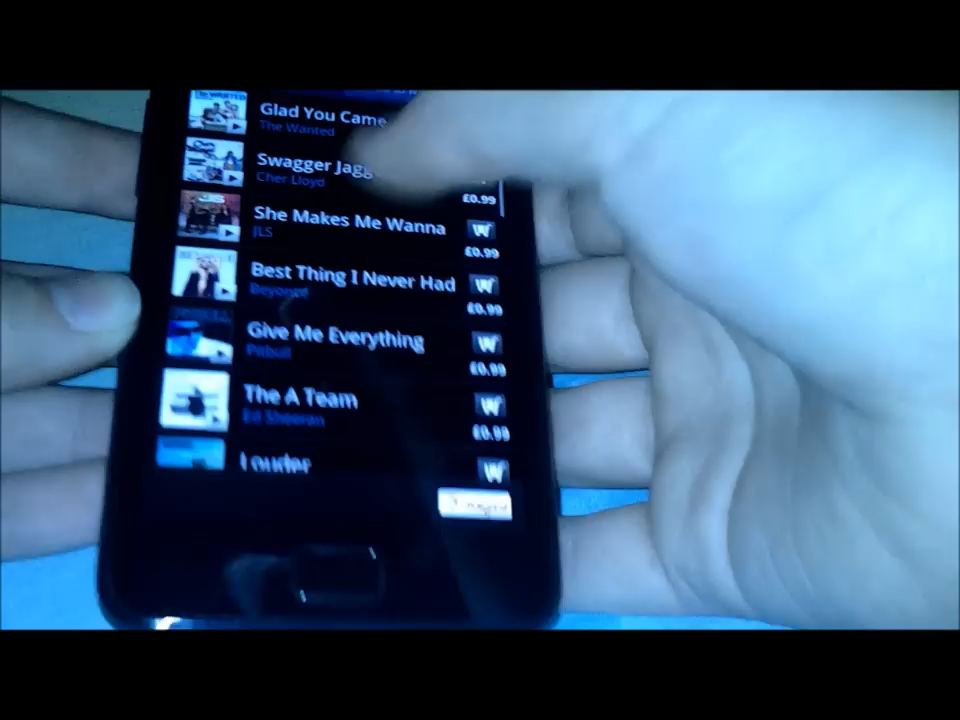 Glad You Came
The Wanted
Swagger Jagg
Cher Lloyd
£0.99
She Makes Me Wanna
JLS
W
£0.99
Best Thing I Never Had
Beyoncé
W
£0.99
Give Me Everything
Pitbull
W
£0.99
The A Team
Ed Sheeran
W
£0.99
Louder
W